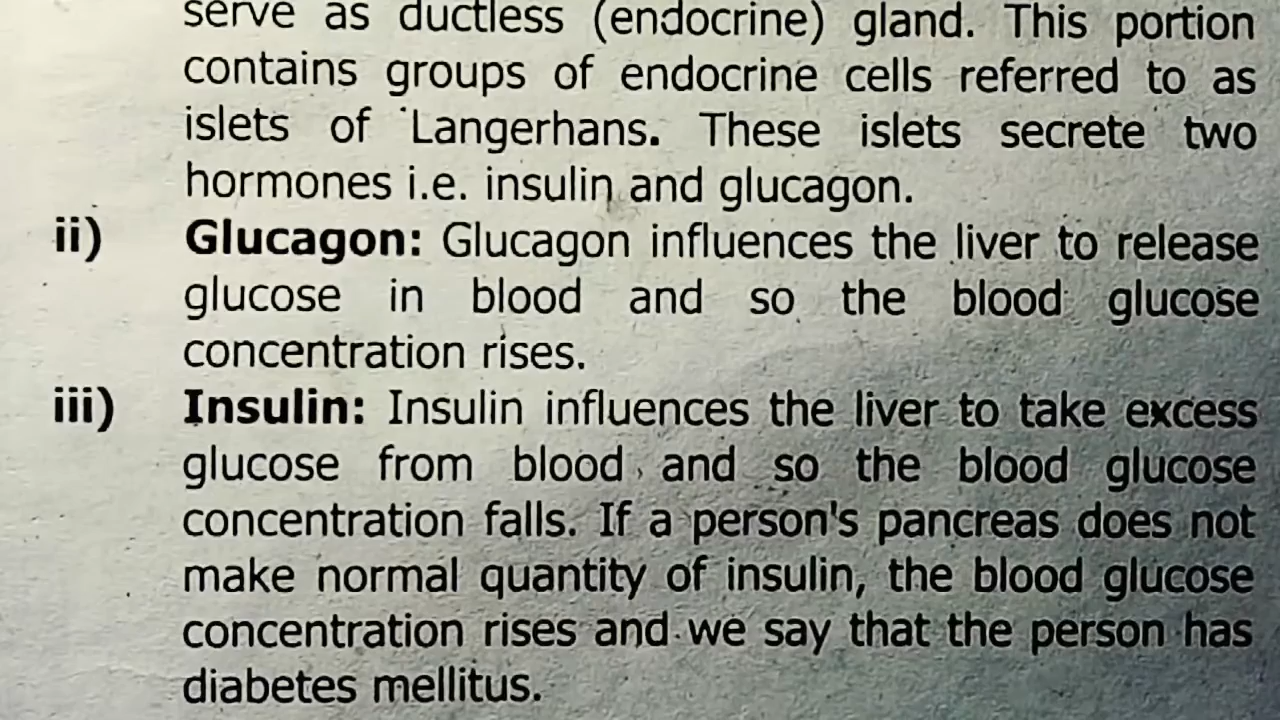 serve as ductless (endocrine) gland. This portion
contains groups of endocrine cells referred to as
islets of Langerhans. These islets secrete two
hormones i.e. insulin and glucagon.
ii) Glucagon: Glucagon influences the liver to release
glucose in blood and so the blood glucose
concentration rises.
iii) Insulin: Insulin influences the liver to take excess
glucose from blood and so the blood glucose
concentration falls. If a person's pancreas does not
make normal quantity of insulin, the blood glucose
concentration rises and we say that the person has
diabetes mellitus.